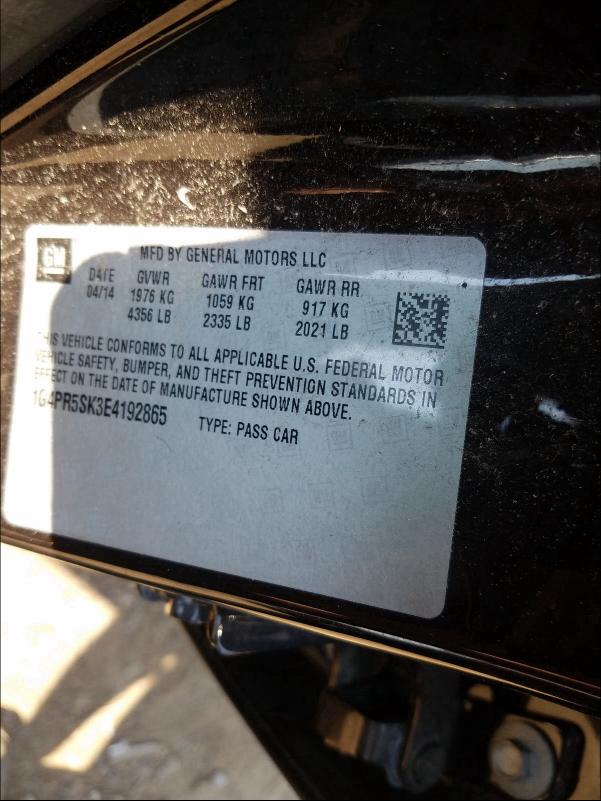 GM
MFD BY GENERAL MOTORS LLC
DATE GVWR GAWR FRT GAWR RR
04/14 1976 KG 1059 KG 917 KG
4356 LB 2335 LB 2021 LB
THIS VEHICLE CONFORMS TO ALL APPLICABLE U.S. FEDERAL MOTOR
VEHICLE SAFETY, BUMPER, AND THEFT PREVENTION STANDARDS IN
EFFECT ON THE DATE OF MANUFACTURE SHOWN ABOVE.
1G4PR5SK3E4192865 TYPE: PASS CAR